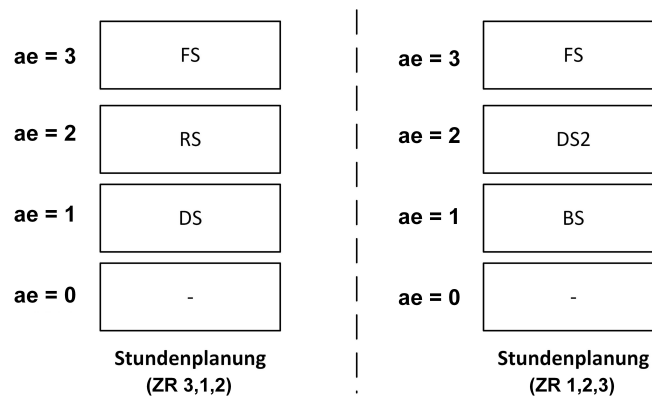 ae = 3 FS
ae = 2 RS
ae = 1 DS
ae = 0 -
Stundenplanung
(ZR 3,1,2)
ae = 3 FS
ae = 2 DS2
ae = 1 BS
ae = 0 -
Stundenplanung
(ZR 1,2,3)